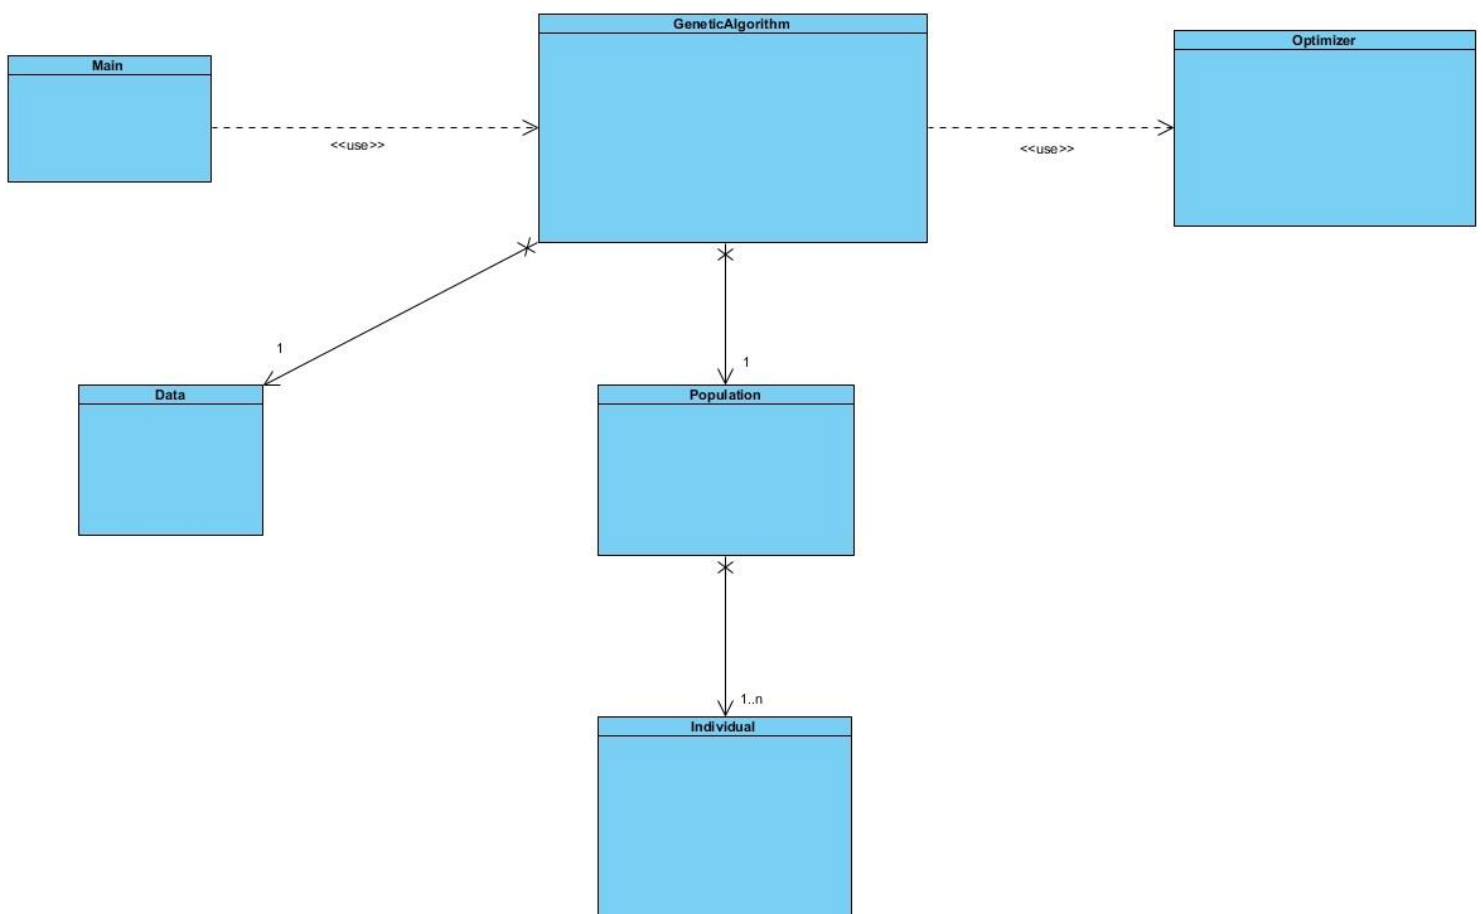 GeneticAlgorithm
Optimizer
Main
<<use>>
<<use>>
1
1
Data
Population
1..n
Individual